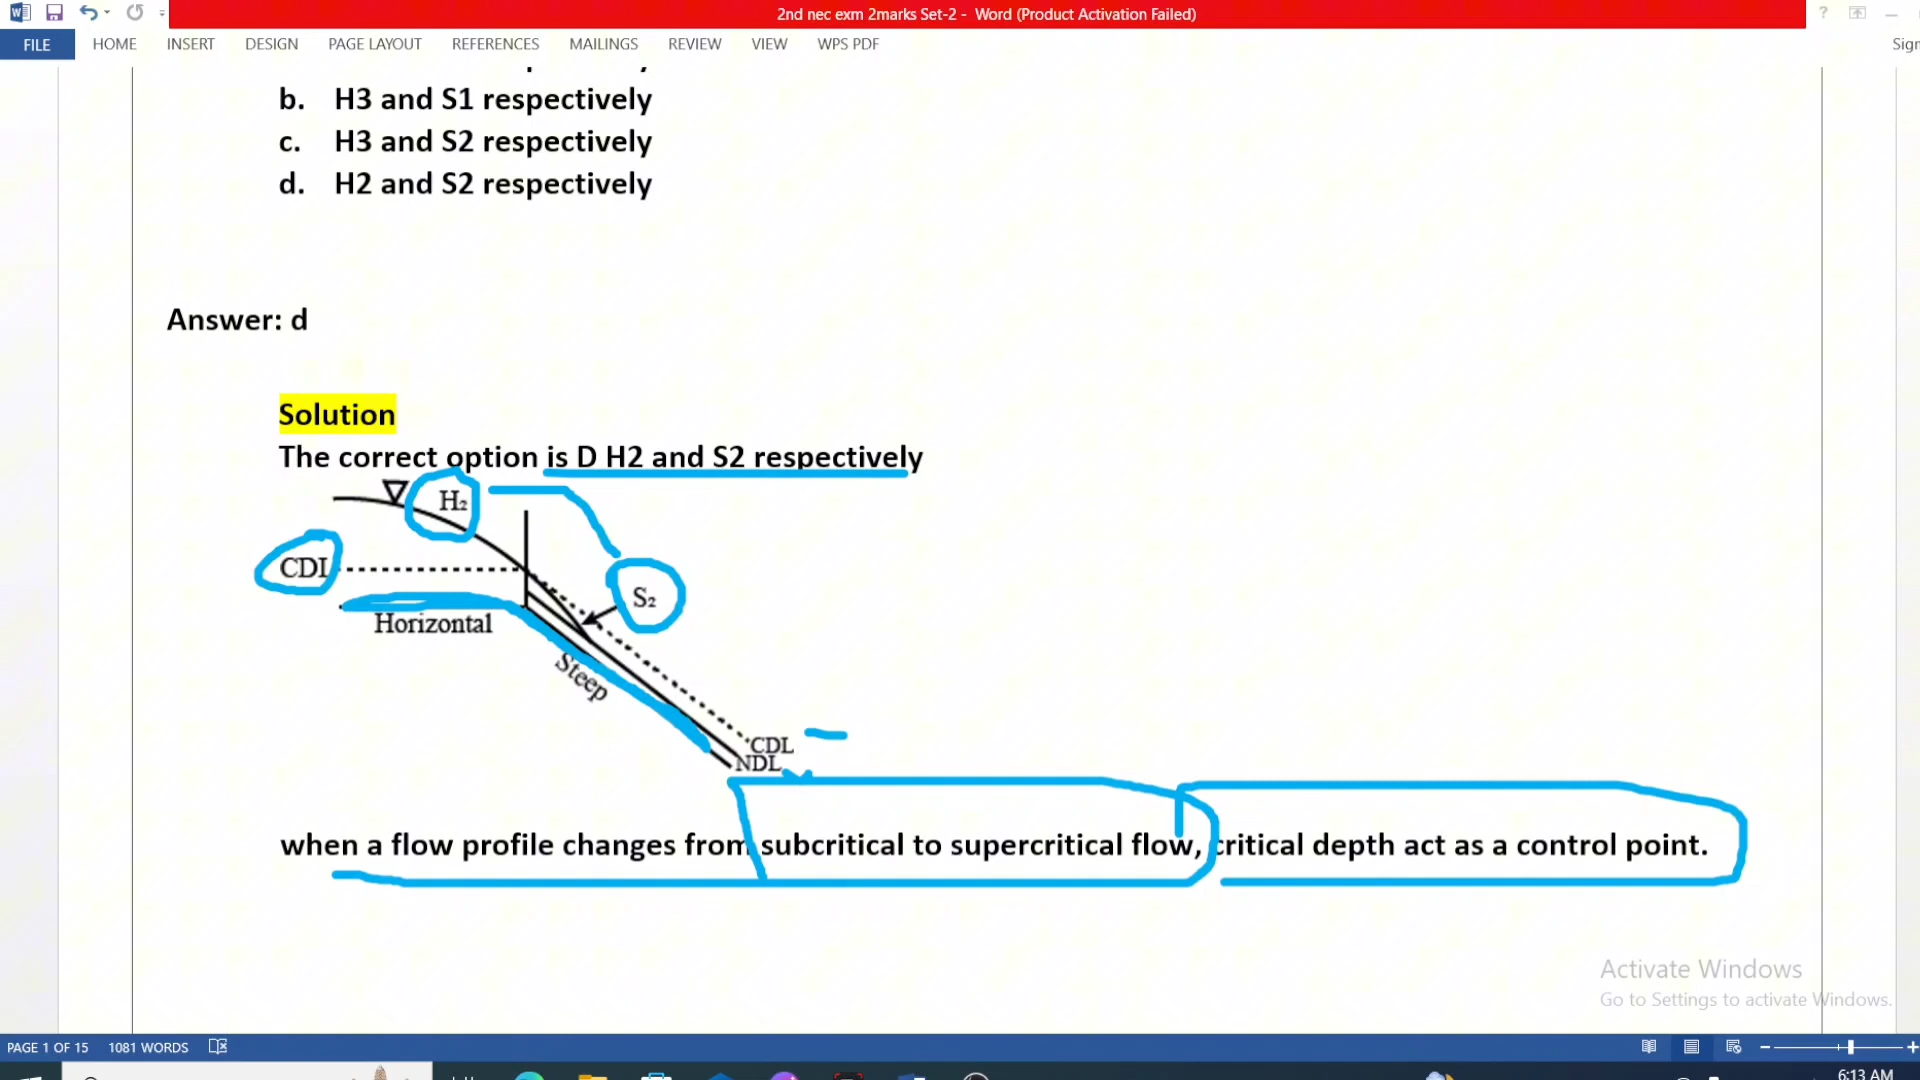 2nd nec exm 2marks Set-2 - Word (Product Activation Failed)
FILE HOME INSERT DESIGN PAGE LAYOUT REFERENCES MAILINGS REVIEW VIEW WPS PDF
Sign
b. H3 and S1 respectively
c. H3 and S2 respectively
d. H2 and S2 respectively
Answer: d
Solution
The correct option is D H2 and S2 respectively
H₂
CDL
S₂
Horizontal
Steep
CDL
NDL
when a flow profile changes from subcritical to supercritical flow, critical depth act as a control point.
Activate Windows
Go to Settings to activate Windows.
PAGE 1 OF 15 1081 WORDS
6:13 AM